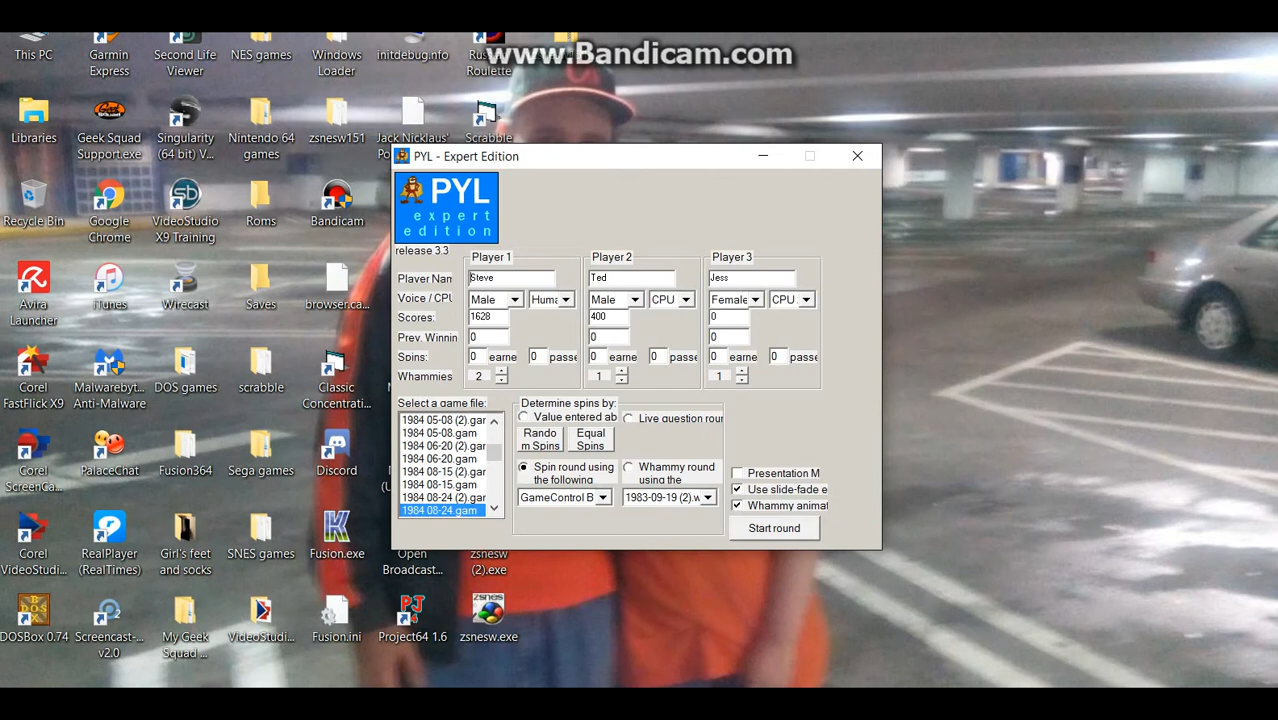 www.Bandicam.com
This PC
Garmin Express
Second Life Viewer
NES games
Windows Loader
initdebug.nfo
Roulette
Libraries
Geek Squad Support.exe
Singularity (64 bit) V...
Nintendo 64 games
zsnesw151
Jack Nicklaus'
Scrabble
Recycle Bin
Google Chrome
VideoStudio X9 Training
Roms
Bandicam
Avira Launcher
iTunes
Wirecast
Saves
browser.ca...
Corel FastFlick X9
Malwarebyt... Anti-Malware
DOS games
scrabble
Classic Concentrati...
Corel ScreenCa...
PalaceChat
Fusion364
Sega games
Discord
Corel VideoStudi...
RealPlayer (RealTimes)
Girl's feet and socks
SNES games
Fusion.exe
Open Broadcast...
zsnesw (2).exe
DOSBox 0.74
Screencast-... v2.0
My Geek Squad ...
VideoStudi...
Fusion.ini
Project64 1.6
zsnesw.exe
PYL - Expert Edition
PYL
expert
edition
release 3.3
Player 1 Player 2 Player 3
Player Nam Steve Ted Jess
Voice / CPU Male Huma Male CPU Female CPU
Scores: 1628 400 0
Prev. Winnin 0 0 0
Spins: 0 earne 0 passe 0 earne 0 passe 0 earne 0 passe
Whammies 2 1 1
Select a game file:
1984 05-08 (2).gar
1984 05-08.gam
1984 06-20 (2).gar
1984 06-20.gam
1984 08-15 (2).gar
1984 08-15.gam
1984 08-24 (2).gar
1984 08-24.gam
Determine spins by:
Value entered ab Live question roun
Rando
m Spins
Equal
Spins
Spin round using
the following
Whammy round
using the
GameControl B 1983-09-19 (2).w
Presentation M
Use slide-fade e
Whammy animat
Start round